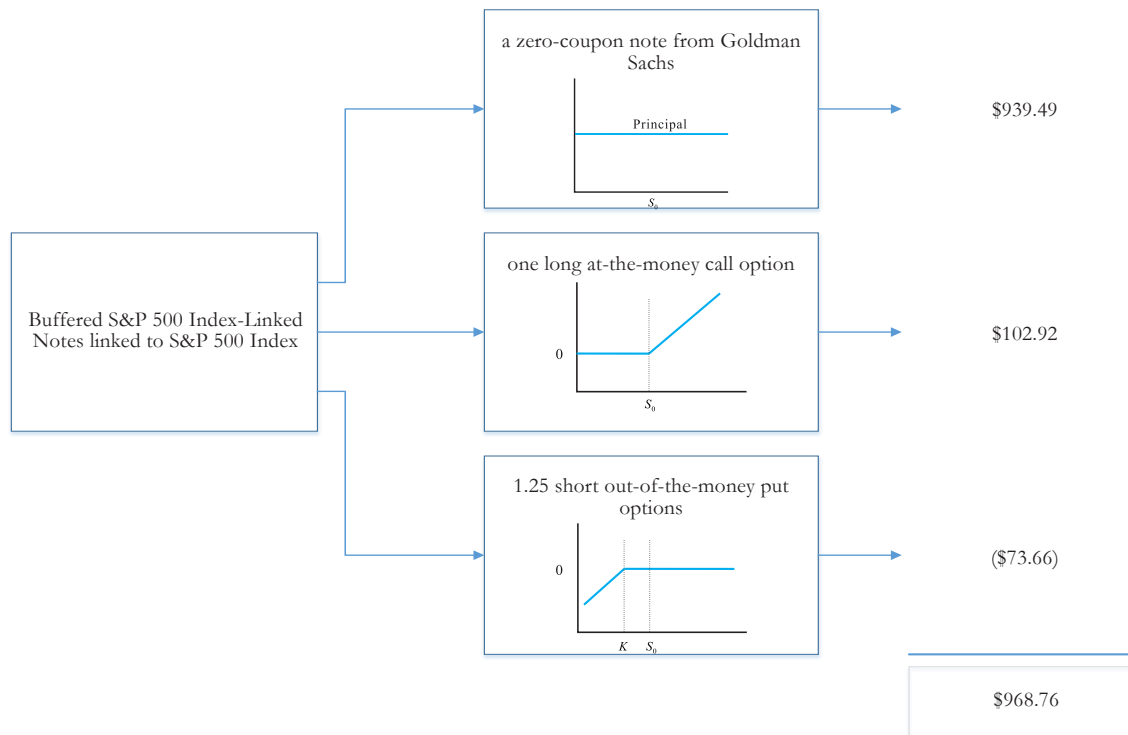 a zero-coupon note from Goldman
Sachs
Principal
S₀
$939.49
Buffered S&P 500 Index-Linked
Notes linked to S&P 500 Index
one long at-the-money call option
0
S₀
$102.92
1.25 short out-of-the-money put
options
0
K S₀
($73.66)
$968.76